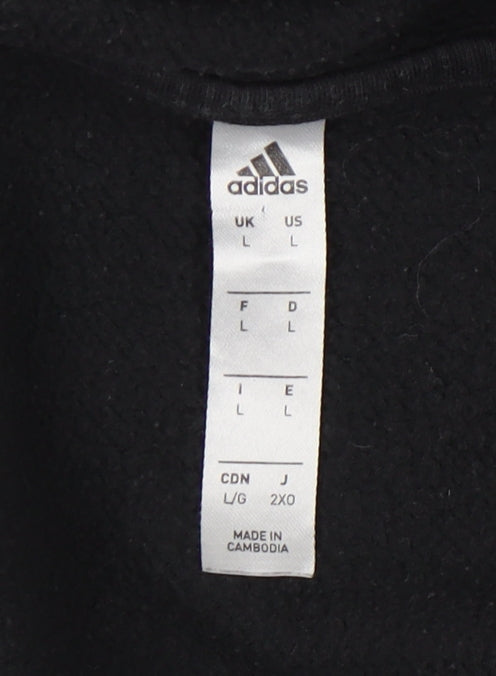 adidas
UK US
L L
F D
L L
I E
L L
CDN J
L/G 2XO
MADE IN
CAMBODIA